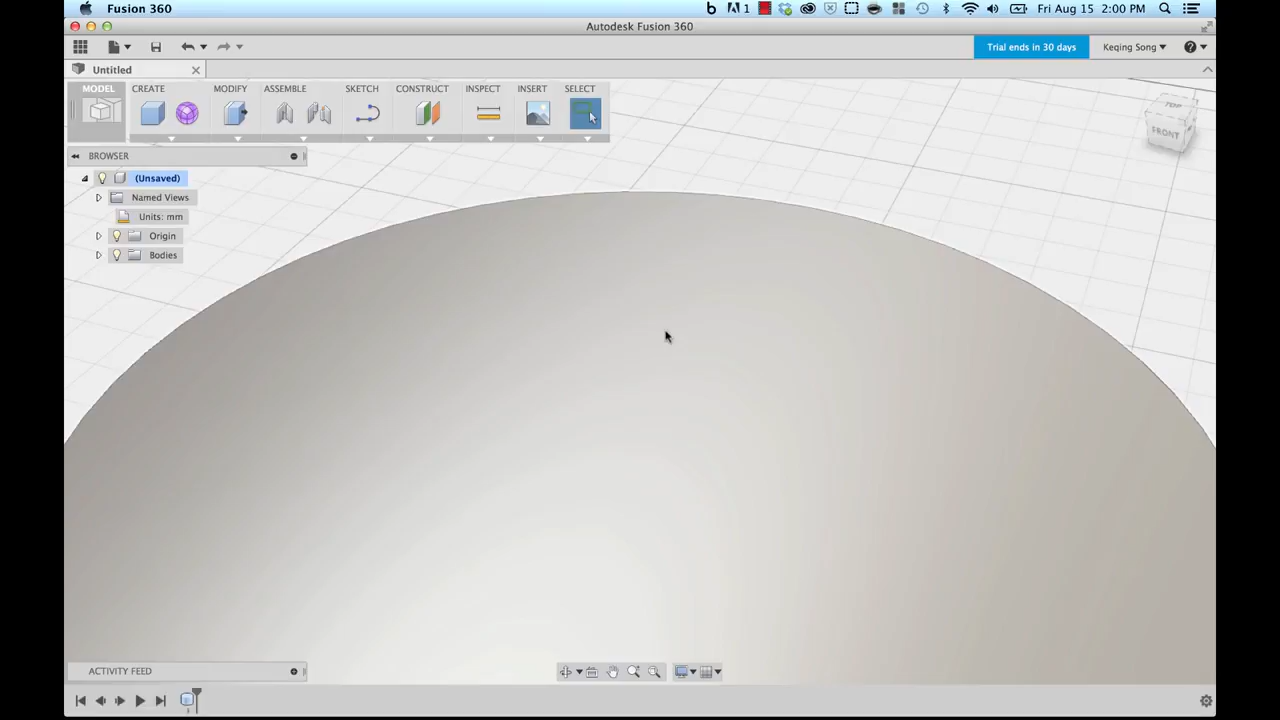 Fusion 360
1
Fri Aug 15 2:00 PM
Autodesk Fusion 360
Trial ends in 30 days
Keqing Song
Untitled
MODEL
CREATE
MODIFY
ASSEMBLE
SKETCH
CONSTRUCT
INSPECT
INSERT
SELECT
TOP
FRONT
BROWSER
(Unsaved)
Named Views
Units: mm
Origin
Bodies
ACTIVITY FEED